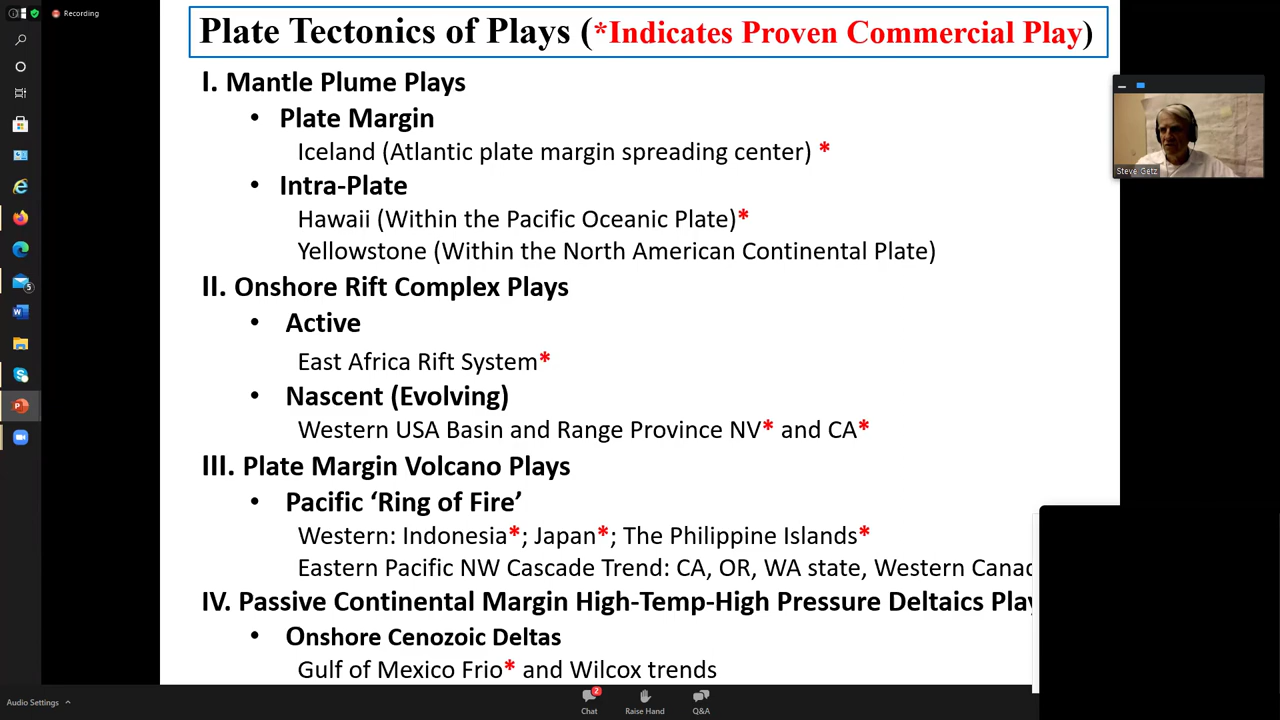 Recording
Plate Tectonics of Plays (*Indicates Proven Commercial Play)
I. Mantle Plume Plays
• Plate Margin
Iceland (Atlantic plate margin spreading center) *
• Intra-Plate
Hawaii (Within the Pacific Oceanic Plate)*
Yellowstone (Within the North American Continental Plate)
II. Onshore Rift Complex Plays
• Active
East Africa Rift System*
• Nascent (Evolving)
Western USA Basin and Range Province NV* and CA*
III. Plate Margin Volcano Plays
• Pacific ‘Ring of Fire’
Western: Indonesia*; Japan*; The Philippine Islands*
Eastern Pacific NW Cascade Trend: CA, OR, WA state, Western Canad
IV. Passive Continental Margin High-Temp-High Pressure Deltaics Play
• Onshore Cenozoic Deltas
Gulf of Mexico Frio* and Wilcox trends
Steve Getz
5
Audio Settings
2
Chat
Raise Hand
Q&A